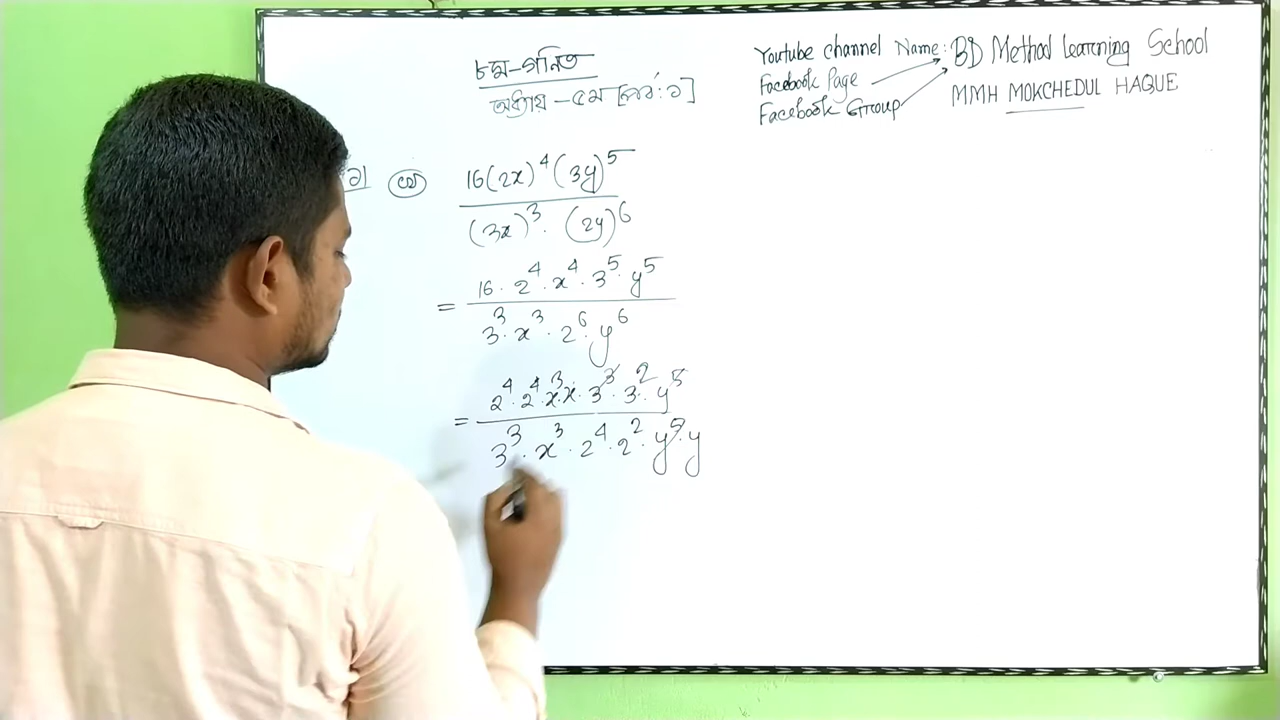 ৮ম-গনিত
অধ্যায় -৫ম [পর্ব: ১]
Youtube channel Name: BD Method Learning School
Facebook Page
Facebook Group
MMH MOKCHEDUL HAQUE
16(2x)^4 (3y)^5
(3x)^3 . (2y)^6
= 16 . 2^4 . x^4 . 3^5 . y^5
3^3 . x^3 . 2^6 . y^6
= 2^4 . 2^4 . x^3 . x . 3^3 . 3^2 . y^5
3^3 . x^3 . 2^4 . 2^2 . y^5 . y